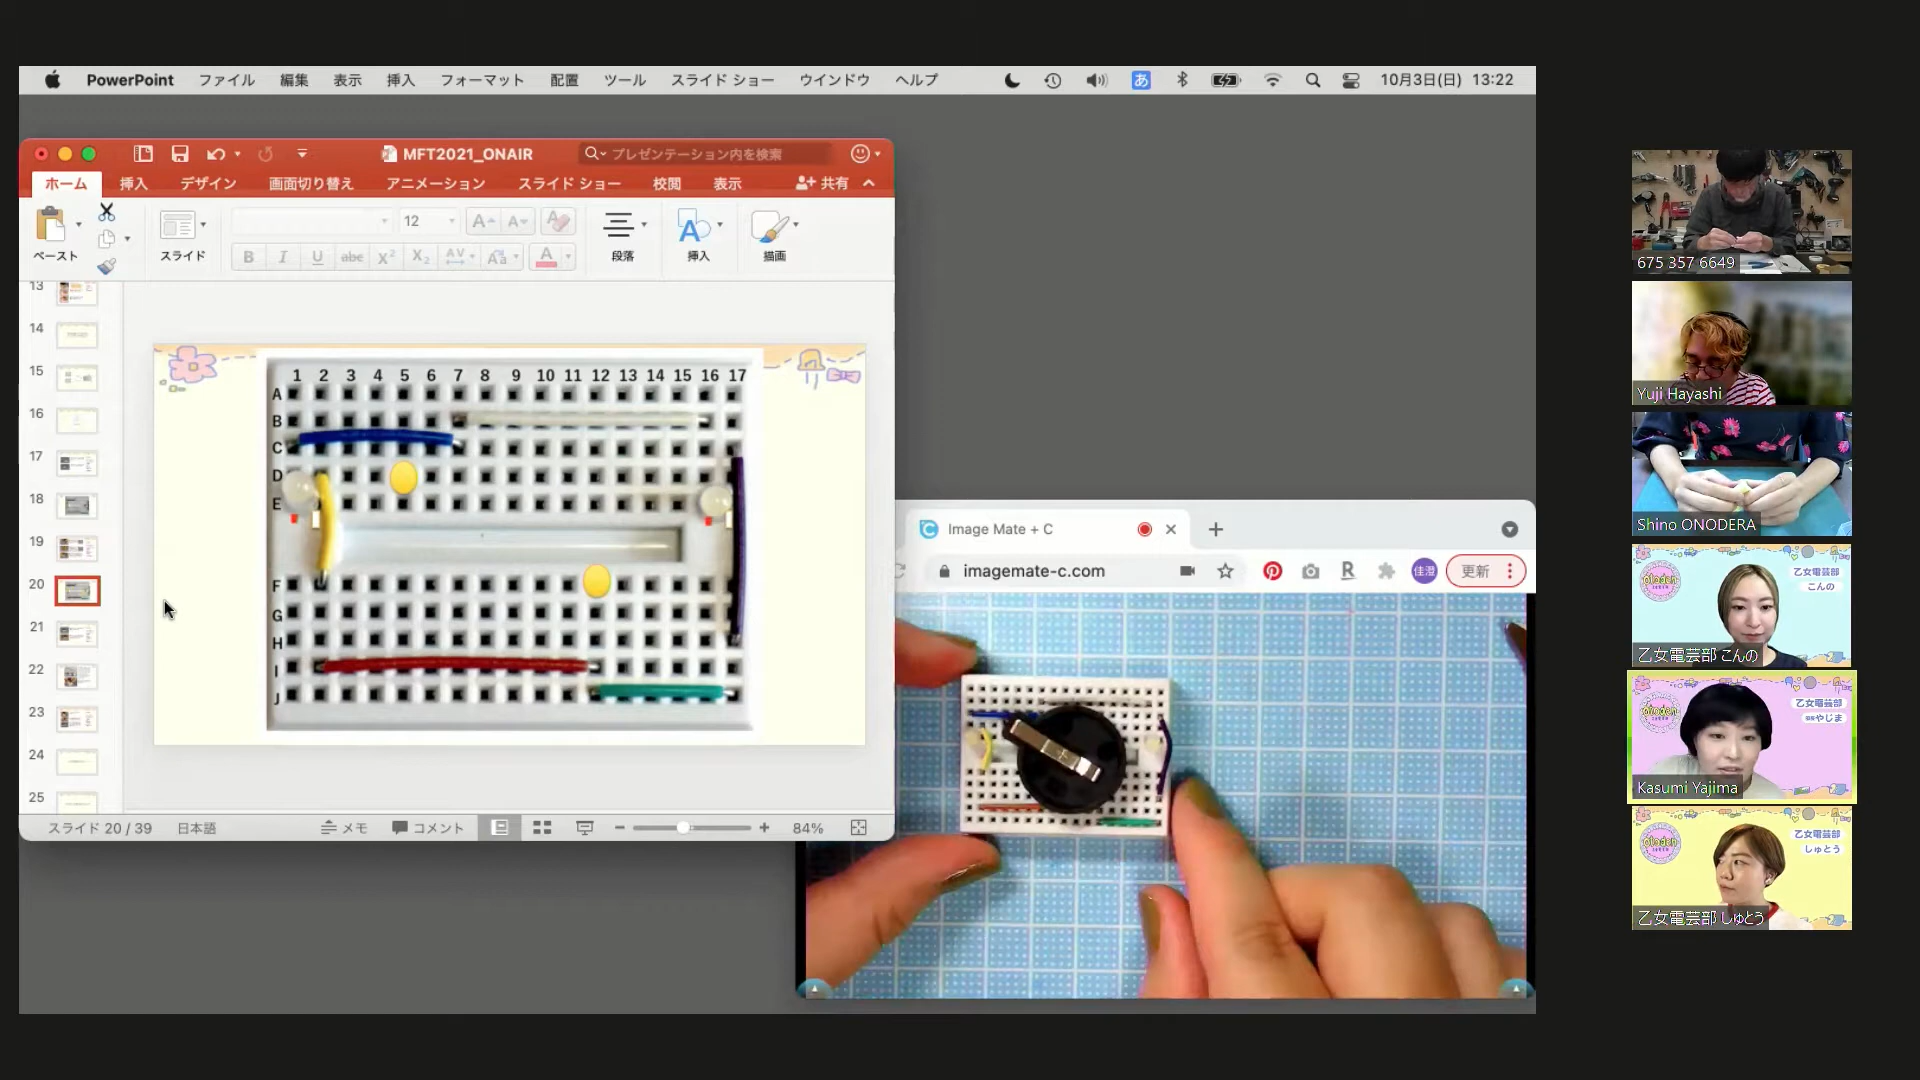 PowerPoint ファイル 編集 表示 挿入 フォーマット 配置 ツール スライド ショー ウインドウ ヘルプ あ 10月3日(日) 13:22
MFT2021_ONAIR プレゼンテーション内を検索
ホーム 挿入 デザイン 画面切り替え アニメーション スライド ショー 校閲 表示 共有
12
ペースト スライド B I U abc X² X₂ AV Aa A 段落 挿入 描画
13
14
15
16
17
18
19
20
21
22
23
24
25
1 2 3 4 5 6 7 8 9 10 11 12 13 14 15 16 17
A
B
C
D
E
F
G
H
I
J
スライド 20 / 39 日本語 メモ コメント 84%
Image Mate + C
imagemate-c.com 佳澄 更新
675 357 6649
Yuji Hayashi
Shino ONODERA
乙女電芸部
こんの
乙女電芸部 こんの
乙女電芸部
やじま
Kasumi Yajima
乙女電芸部
しゅとう
乙女電芸部 しゅとう